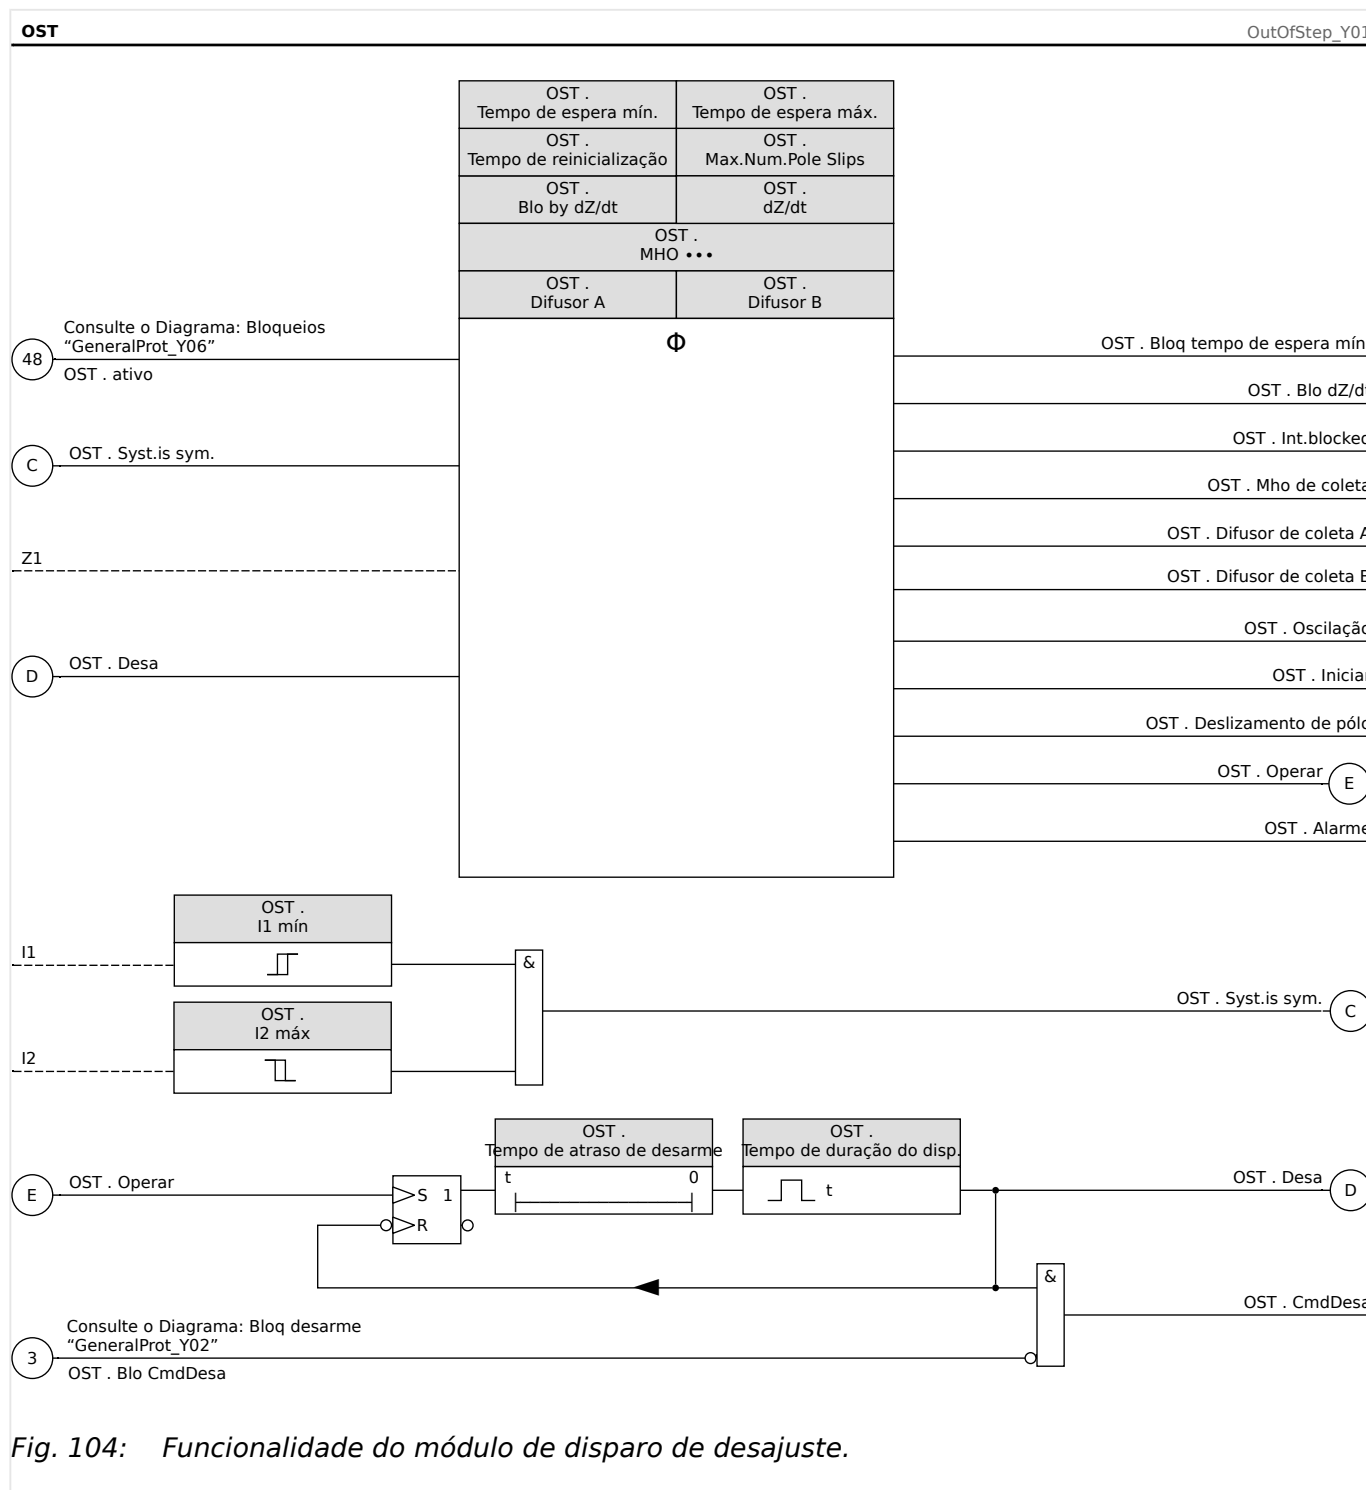 OST
OutOfStep_Y01
OST .
Tempo de espera mín.
OST .
Tempo de espera máx.
OST .
Tempo de reinicialização
OST .
Max.Num.Pole Slips
OST .
Blo by dZ/dt
OST .
dZ/dt
OST .
MHO •••
OST .
Difusor A
OST .
Difusor B
Φ
48
Consulte o Diagrama: Bloqueios
“GeneralProt_Y06”
OST . ativo
C
OST . Syst.is sym.
Z1
D
OST . Desa
OST . Bloq tempo de espera mín
OST . Blo dZ/dt
OST . Int.blocked
OST . Mho de coleta
OST . Difusor de coleta A
OST . Difusor de coleta B
OST . Oscilação
OST . Iniciar
OST . Deslizamento de pólo
OST . Operar
E
OST . Alarme
I1
OST .
I1 mín
I2
OST .
I2 máx
&
OST . Syst.is sym.
C
E
OST . Operar
S 1
R
OST .
Tempo de atraso de desarme
t 0
OST .
Tempo de duração do disp.
t
OST . Desa
D
&
OST . CmdDesa
3
Consulte o Diagrama: Bloq desarme
“GeneralProt_Y02”
OST . Blo CmdDesa
Fig. 104: Funcionalidade do módulo de disparo de desajuste.